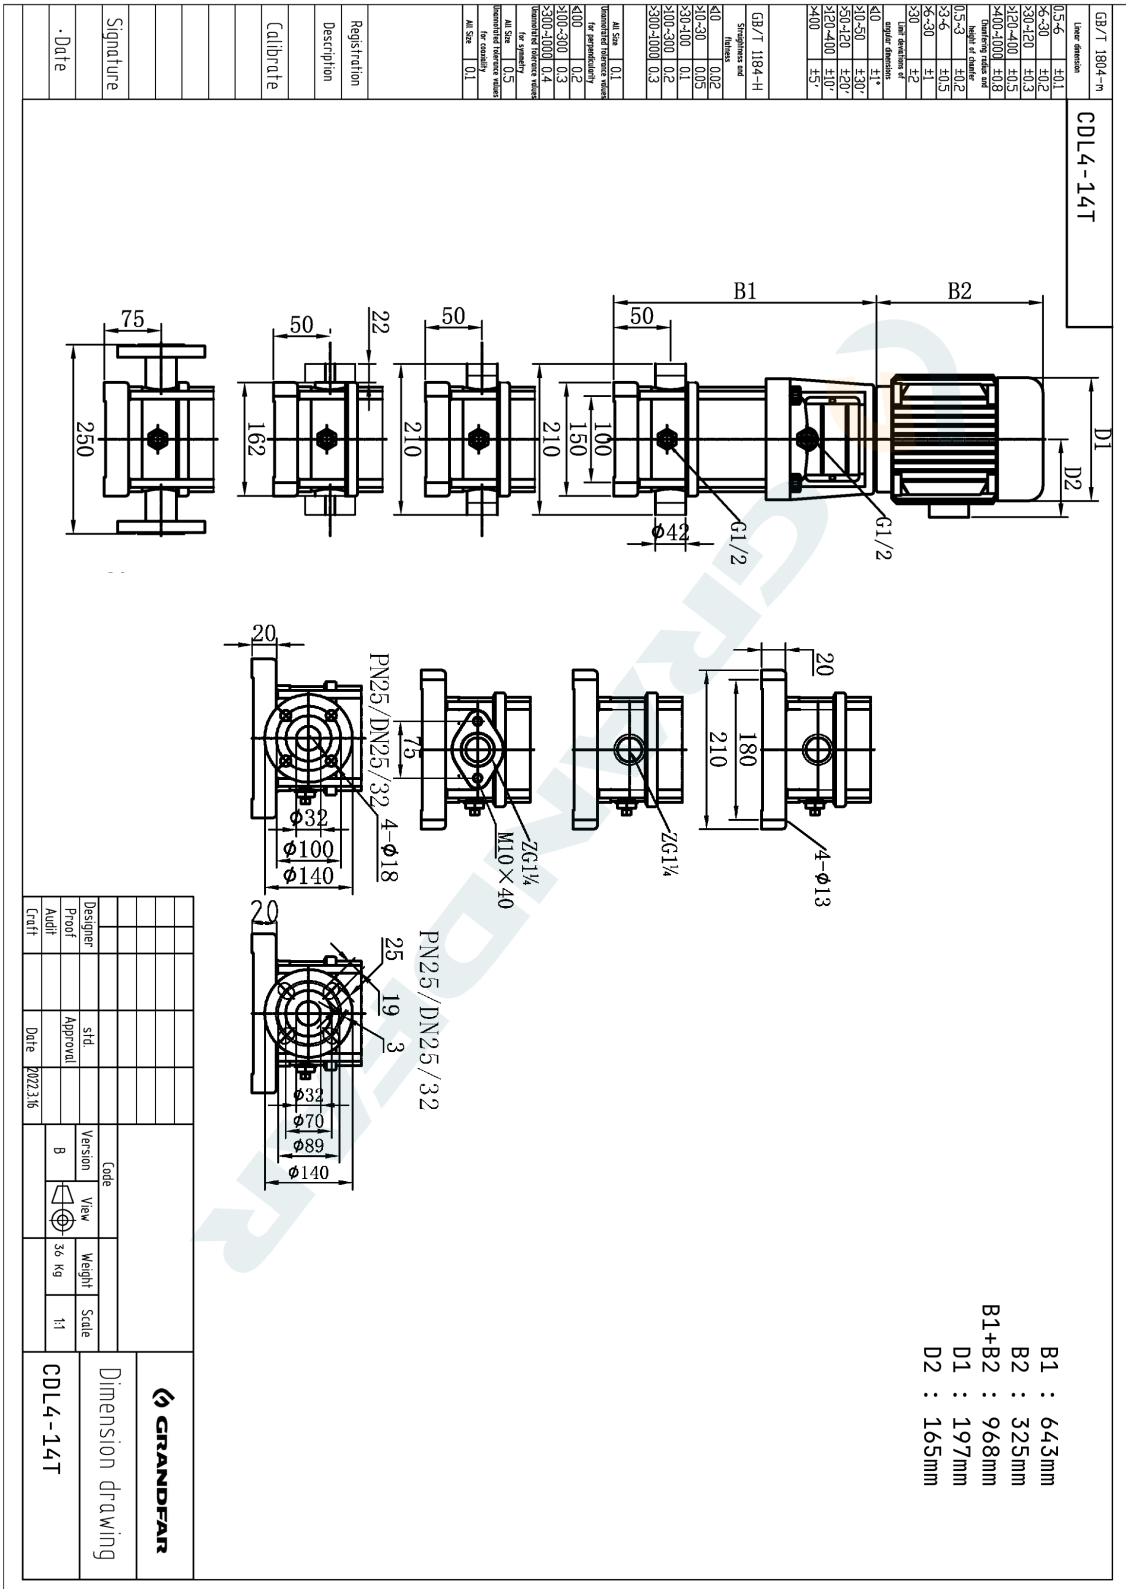 GB/T 1804-m
Linear dimension
0.5~6 ±0.1
>6~30 ±0.2
>30~120 ±0.3
>120~400 ±0.5
>400~1000 ±0.8
Chamfering radius and
height of chamfer
0.5~3 ±0.2
>3~6 ±0.5
>6~30 ±1
>30 ±2
Limit deviations of
angular dimensions
≤10 ±1°
>10~50 ±30′
>50~120 ±20′
>120~400 ±10′
>400 ±5′
GB/T 1184-H
Straightness and
flatness
≤10 0.02
>10~30 0.05
>30~100 0.1
>100~300 0.2
>300~1000 0.3
All Size 0.1
Unannotated tolerance values
for perpendicularity
≤100 0.2
>100~300 0.3
>300~1000 0.4
Unannotated tolerance values
for symmetry
All Size 0.5
Unannotated tolerance values
for coaxiality
All Size 0.1
Registration
Description
Calibrate
Signature
·Date
CDL4-14T
B2
B1
D1
D2
G1/2
G1/2
50
100
150
210
ϕ42
50
210
22
50
162
75
250
20
180
210
4-ϕ13
ZG1¼
ZG1¼
M10×40
75
PN25/DN25/32
20
4-ϕ18
ϕ32
ϕ100
ϕ140
PN25/DN25/32
20
25
19
3
ϕ32
ϕ70
ϕ89
ϕ140
B1 : 643mm
B2 : 325mm
B1+B2 : 968mm
D1 : 197mm
D2 : 165mm
GRANDFAR
Designer
Proof
Audit
Craft
std.
Approval
Date 2022.3.16
Code
Version View Weight Scale
B 36 Kg 1:1
GRANDFAR
Dimension drawing
CDL4-14T